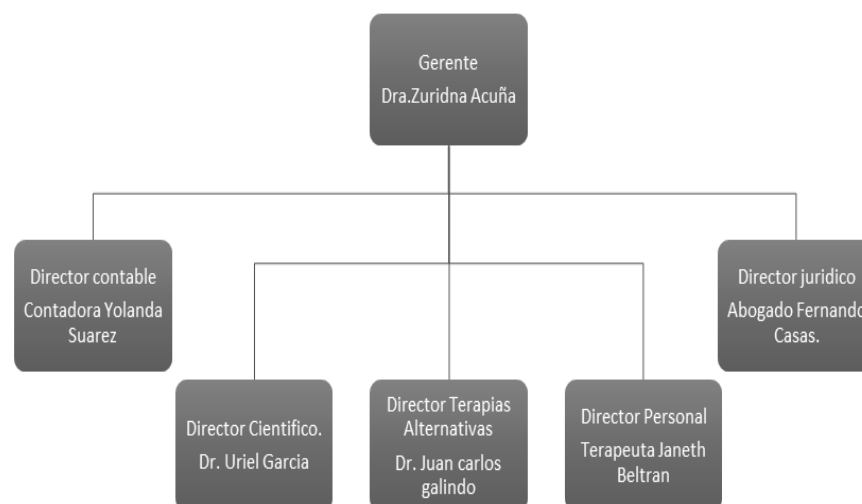 Gerente
Dra.Zuridna Acuña
Director contable
Contadora Yolanda
Suarez
Director juridico
Abogado Fernando
Casas.
Director Cientifico.
Dr. Uriel Garcia
Director Terapias
Alternativas
Dr. Juan carlos
galindo
Director Personal
Terapeuta Janeth
Beltran